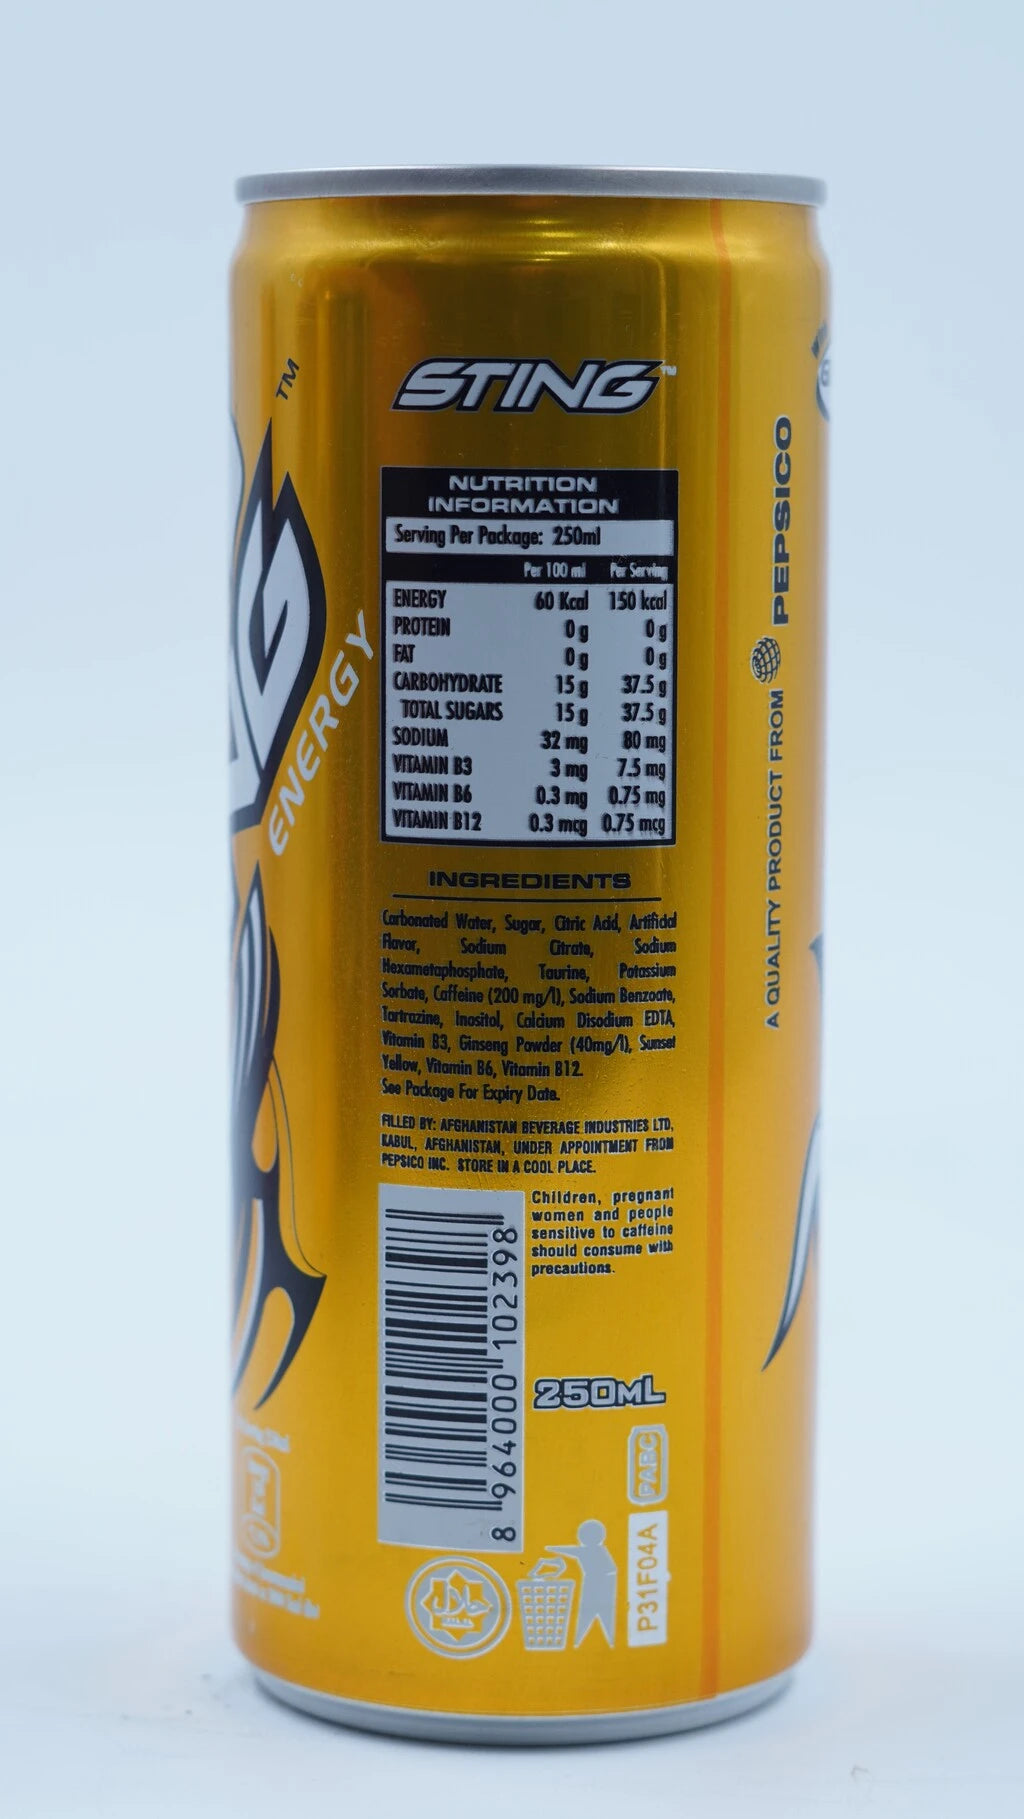 STING™
NUTRITION
INFORMATION
Serving Per Package: 250ml
Per 100 ml Per Serving
ENERGY 60 Kcal 150 kcal
PROTEIN 0 g 0 g
FAT 0 g 0 g
CARBOHYDRATE 15 g 37.5 g
TOTAL SUGARS 15 g 37.5 g
SODIUM 32 mg 80 mg
VITAMIN B3 3 mg 7.5 mg
VITAMIN B6 0.3 mg 0.75 mg
VITAMIN B12 0.3 mcg 0.75 mcg
INGREDIENTS
Carbonated Water, Sugar, Citric Acid, Artificial
Flavor, Sodium Citrate, Sodium
Hexametaphosphate, Taurine, Potassium
Sorbate, Caffeine (200 mg/l), Sodium Benzoate,
Tartrazine, Inositol, Calcium Disodium EDTA,
Vitamin B3, Ginseng Powder (40mg/l), Sunset
Yellow, Vitamin B6, Vitamin B12.
See Package For Expiry Date.
FILLED BY: AFGHANISTAN BEVERAGE INDUSTRIES LTD,
KABUL, AFGHANISTAN, UNDER APPOINTMENT FROM
PEPSICO INC. STORE IN A COOL PLACE.
Children, pregnant
women and people
sensitive to caffeine
should consume with
precautions.
8 964000 102398
250ML
PABC
P31F04A
حلال
TM
NG
ENERGY
A QUALITY PRODUCT FROM PEPSICO